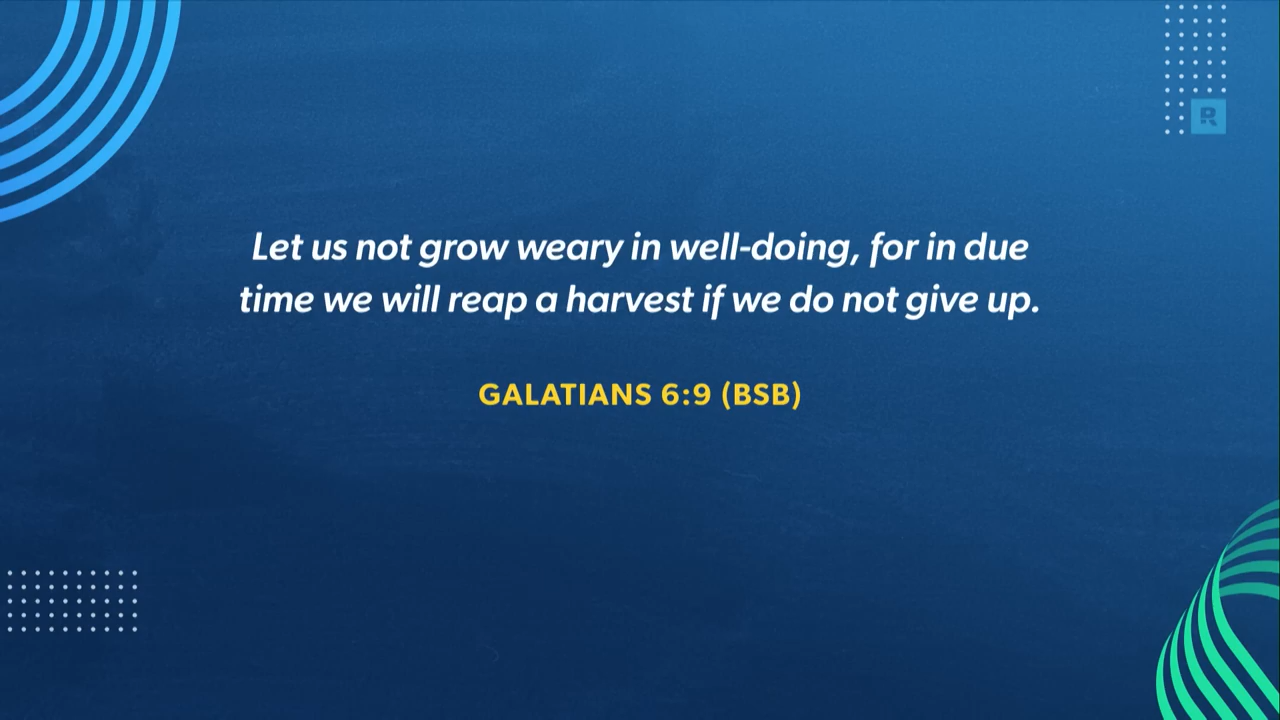 R
Let us not grow weary in well-doing, for in due
time we will reap a harvest if we do not give up.
GALATIANS 6:9 (BSB)